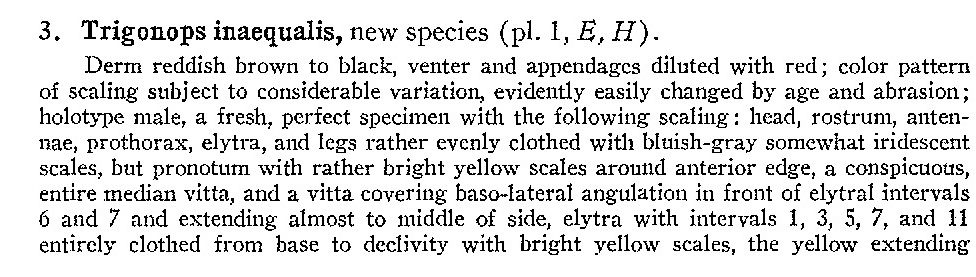 3. Trigonops inaequalis, new species (pl. 1, E, H).
Derm reddish brown to black, venter and appendages diluted with red; color pattern
of scaling subject to considerable variation, evidently easily changed by age and abrasion;
holotype male, a fresh, perfect specimen with the following scaling: head, rostrum, anten-
nae, prothorax, elytra, and legs rather evenly clothed with bluish-gray somewhat iridescent
scales, but pronotum with rather bright yellow scales around anterior edge, a conspicuous,
entire median vitta, and a vitta covering baso-lateral angulation in front of elytral intervals
6 and 7 and extending almost to middle of side, elytra with intervals 1, 3, 5, 7, and 11
entirely clothed from base to declivity with bright yellow scales, the yellow extending